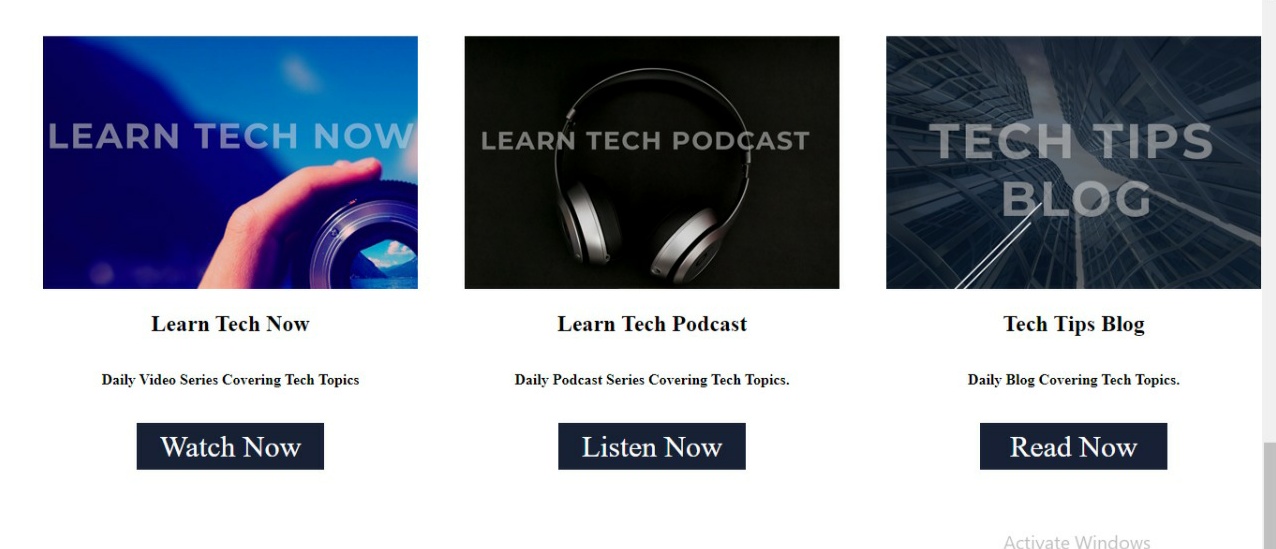 LEARN TECH NOW
LEARN TECH PODCAST
TECH TIPS
BLOG
Learn Tech Now
Learn Tech Podcast
Tech Tips Blog
Daily Video Series Covering Tech Topics
Daily Podcast Series Covering Tech Topics.
Daily Blog Covering Tech Topics.
Watch Now
Listen Now
Read Now
Activate Windows